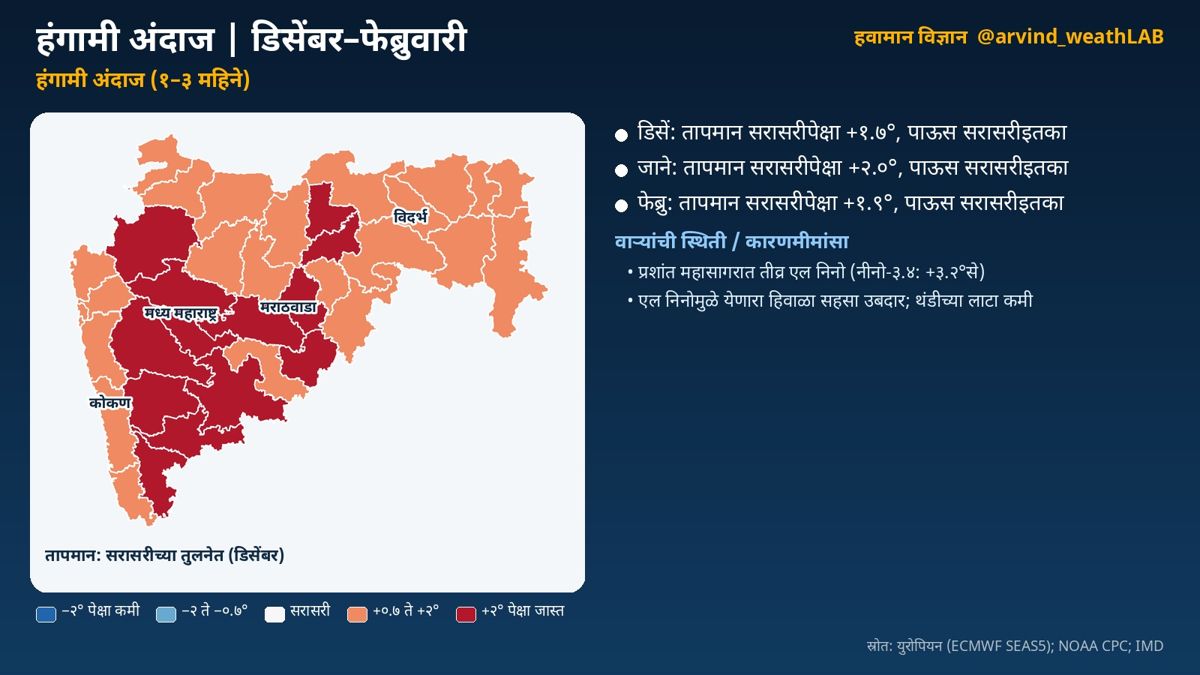 हंगामी अंदाज | डिसेंबर–फेब्रुवारी
हवामान विज्ञान @arvind_weathLAB
हंगामी अंदाज (१–३ महिने)
डिसें: तापमान सरासरीपेक्षा +१.७°, पाऊस सरासरीइतका
जाने: तापमान सरासरीपेक्षा +२.०°, पाऊस सरासरीइतका
फेब्रु: तापमान सरासरीपेक्षा +१.९°, पाऊस सरासरीइतका
वाऱ्यांची स्थिती / कारणमीमांसा
• प्रशांत महासागरात तीव्र एल निनो (नीनो-३.४: +३.२°से)
• एल निनोमुळे येणारा हिवाळा सहसा उबदार; थंडीच्या लाटा कमी
विदर्भ
मराठवाडा
मध्य महाराष्ट्र
कोकण
तापमान: सरासरीच्या तुलनेत (डिसेंबर)
−२° पेक्षा कमी
−२ ते −०.७°
सरासरी
+०.७ ते +२°
+२° पेक्षा जास्त
स्रोत: युरोपियन (ECMWF SEAS5); NOAA CPC; IMD